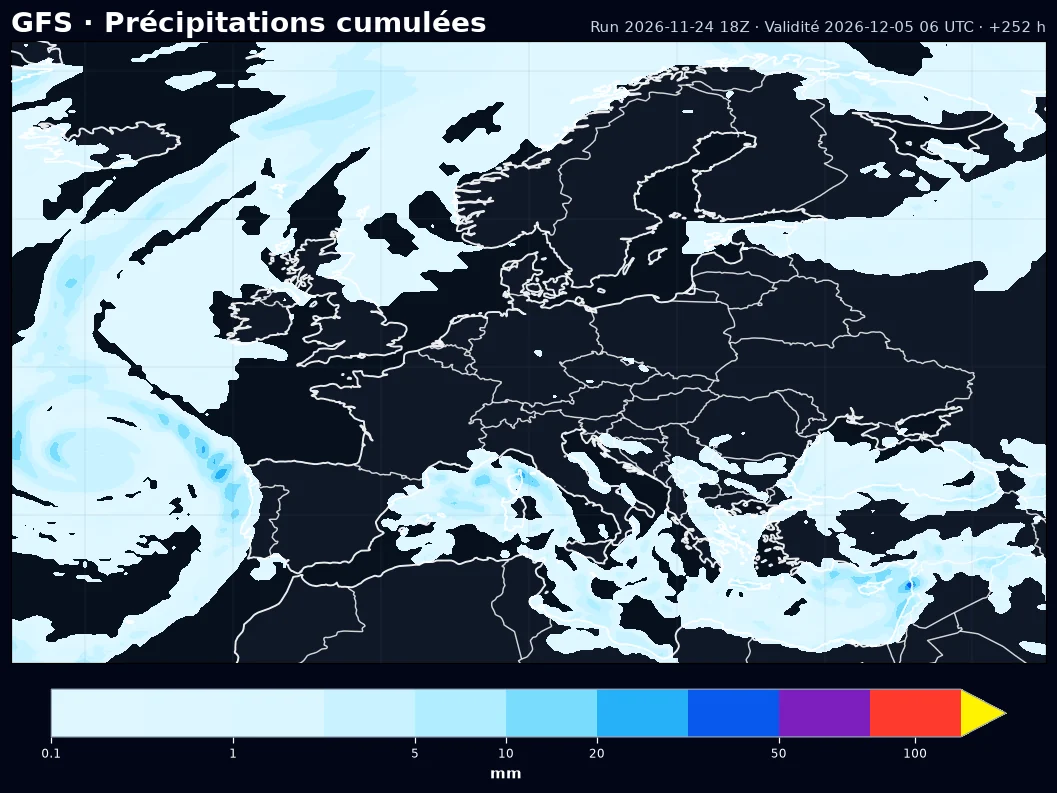 GFS · Précipitations cumulées
Run 2026-11-24 18Z · Validité 2026-12-05 06 UTC · +252 h
0.1 1 5 10 20 50 100
mm